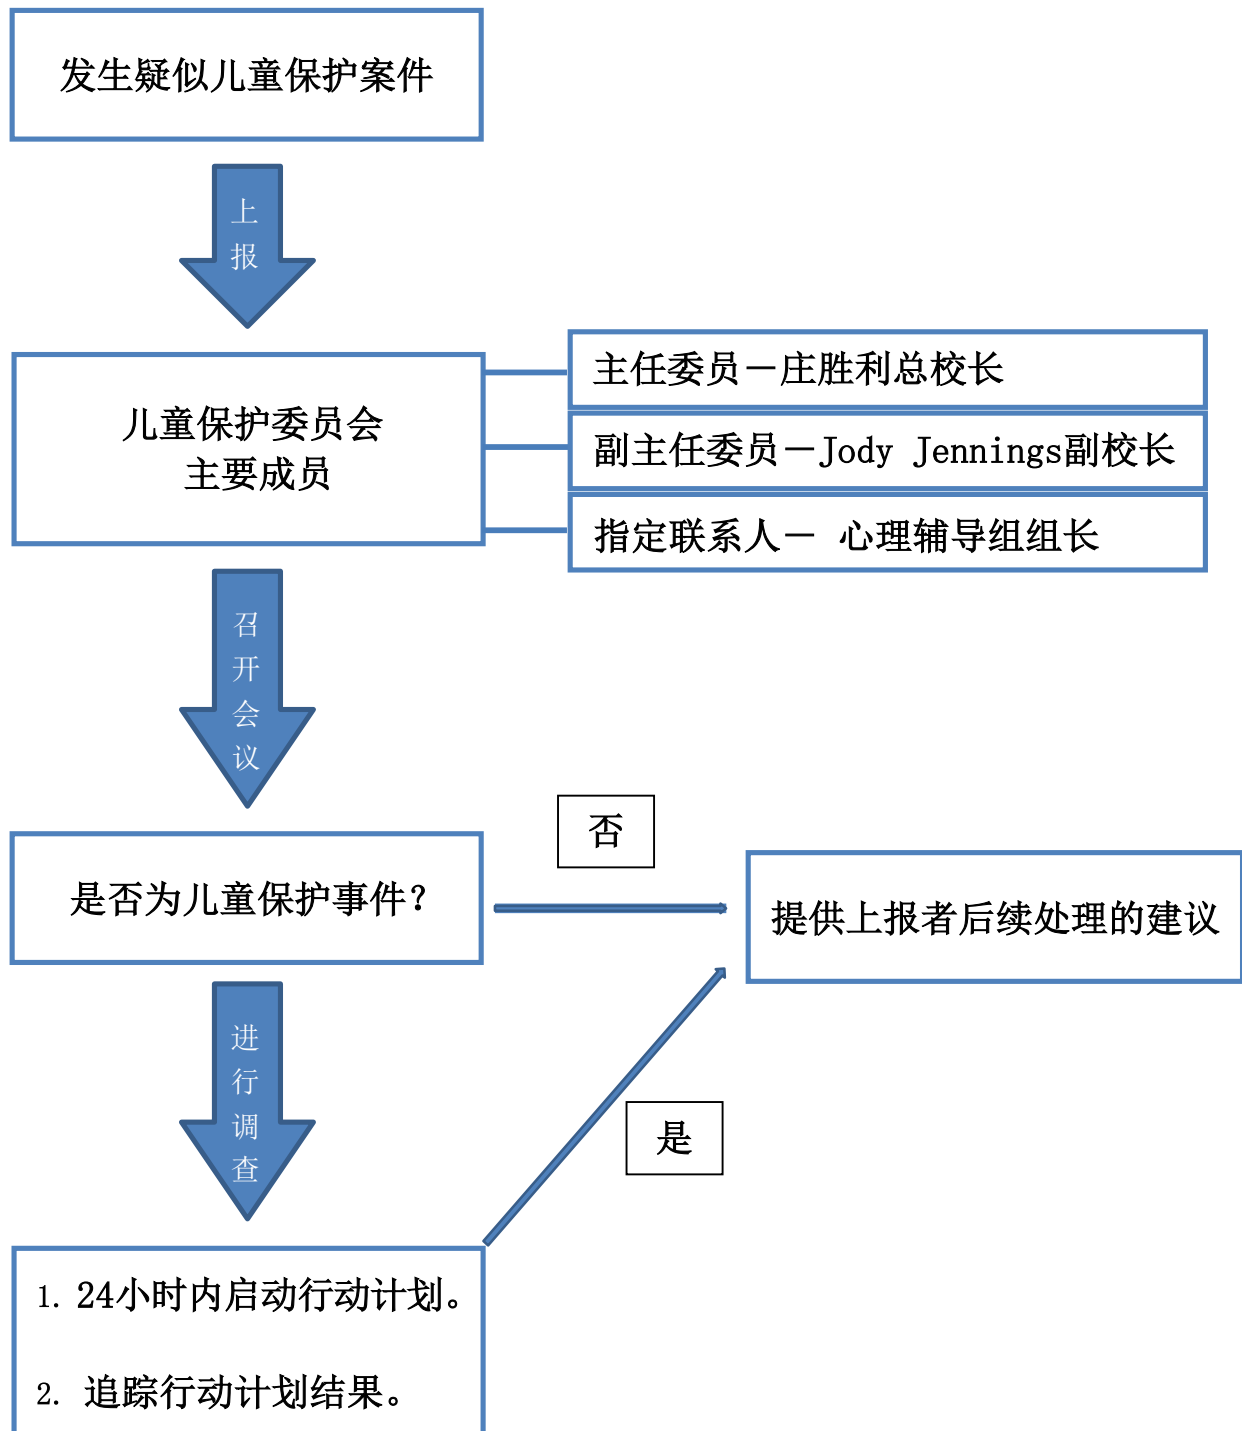 发生疑似儿童保护案件
上
报
儿童保护委员会
主要成员
主任委员－庄胜利总校长
副主任委员－Jody Jennings副校长
指定联系人－ 心理辅导组组长
召
开
会
议
是否为儿童保护事件？
否
提供上报者后续处理的建议
进
行
调
查
是
1. 24小时内启动行动计划。
2. 追踪行动计划结果。